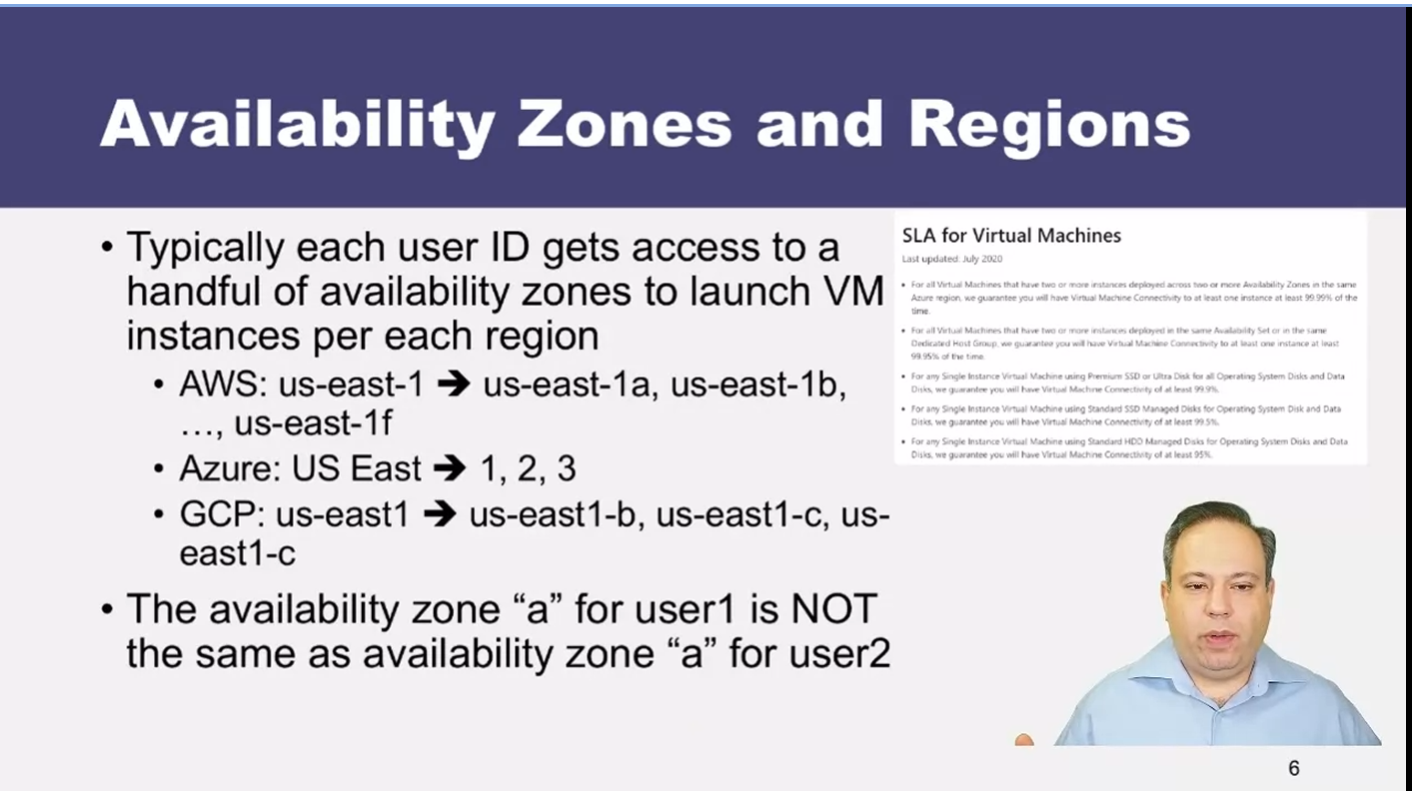 Availability Zones and Regions
• Typically each user ID gets access to a
handful of availability zones to launch VM
instances per each region
• AWS: us-east-1 ➔ us-east-1a, us-east-1b,
…, us-east-1f
• Azure: US East ➔ 1, 2, 3
• GCP: us-east1 ➔ us-east1-b, us-east1-c, us-
east1-c
• The availability zone “a” for user1 is NOT
the same as availability zone “a” for user2
SLA for Virtual Machines
Last updated: July 2020
• For all Virtual Machines that have two or more instances deployed across two or more Availability Zones in the same
Azure region, we guarantee you will have Virtual Machine Connectivity to at least one instance at least 99.99% of the
time.
• For all Virtual Machines that have two or more instances deployed in the same Availability Set or in the same
Dedicated Host Group, we guarantee you will have Virtual Machine Connectivity to at least one instance at least
99.95% of the time.
• For any Single Instance Virtual Machine using Premium SSD or Ultra Disk for all Operating System Disks and Data
Disks, we guarantee you will have Virtual Machine Connectivity of at least 99.9%.
• For any Single Instance Virtual Machine using Standard SSD Managed Disks for Operating System Disk and Data
Disks, we guarantee you will have Virtual Machine Connectivity of at least 99.5%.
• For any Single Instance Virtual Machine using Standard HDD Managed Disks for Operating System Disks and Data
Disks, we guarantee you will have Virtual Machine Connectivity of at least 95%.
6